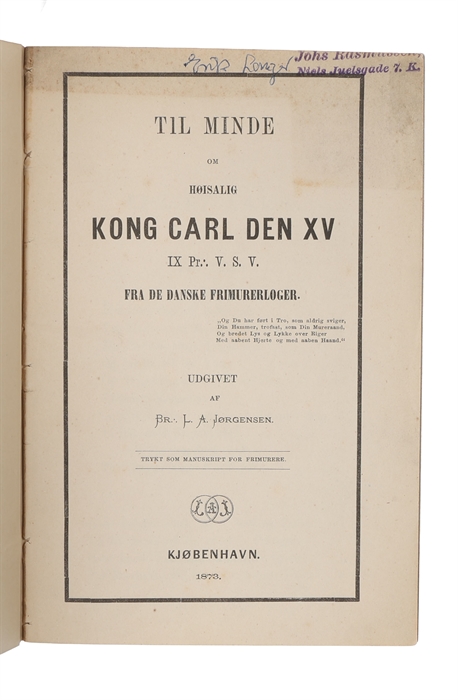 Johs Rasmussen,
Niels Juelsgade 7. K.
TIL MINDE
OM
HØISALIG
KONG CARL DEN XV
IX Pr∴ V. S. V.
FRA DE DANSKE FRIMURERLOGER.
„Og Du har ført i Tro, som aldrig sviger,
Din Hammer, trofast, som Din Murersand,
Og bredet Lys og Lykke over Riger
Med aabent Hjerte og med aaben Haand."
UDGIVET
AF
BR∴ L. A. JØRGENSEN.
TRYKT SOM MANUSKRIPT FOR FRIMURERE.
L A J
KJØBENHAVN.
1873.